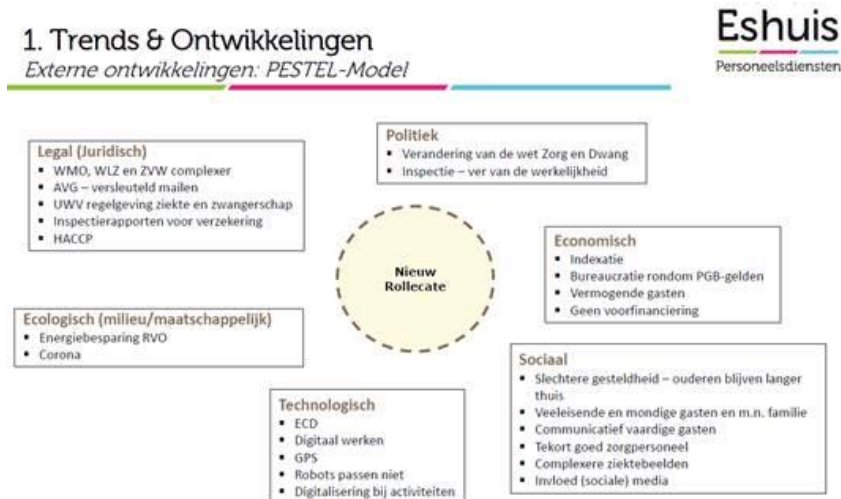 1. Trends & Ontwikkelingen
Externe ontwikkelingen: PESTEL-Model
Eshuis
Personeelsdiensten
Legal (Juridisch)
▪ WMO, WLZ en ZVW complexer
▪ AVG – versleuteld mailen
▪ UWV regelgeving ziekte en zwangerschap
▪ Inspectierapporten voor verzekering
▪ HACCP
Politiek
▪ Verandering van de wet Zorg en Dwang
▪ Inspectie – ver van de werkelijkheid
Nieuw
Rollecate
Economisch
▪ Indexatie
▪ Bureaucratie rondom PGB-gelden
▪ Vermogende gasten
▪ Geen voorfinanciering
Ecologisch (milieu/maatschappelijk)
▪ Energiebesparing RVO
▪ Corona
Technologisch
▪ ECD
▪ Digitaal werken
▪ GPS
▪ Robots passen niet
▪ Digitalisering bij activiteiten
Sociaal
▪ Slechtere gesteldheid – ouderen blijven langer
thuis
▪ Veeleisende en mondige gasten en m.n. familie
▪ Communicatief vaardige gasten
▪ Tekort goed zorgpersoneel
▪ Complexere ziektebeelden
▪ Invloed (sociale) media